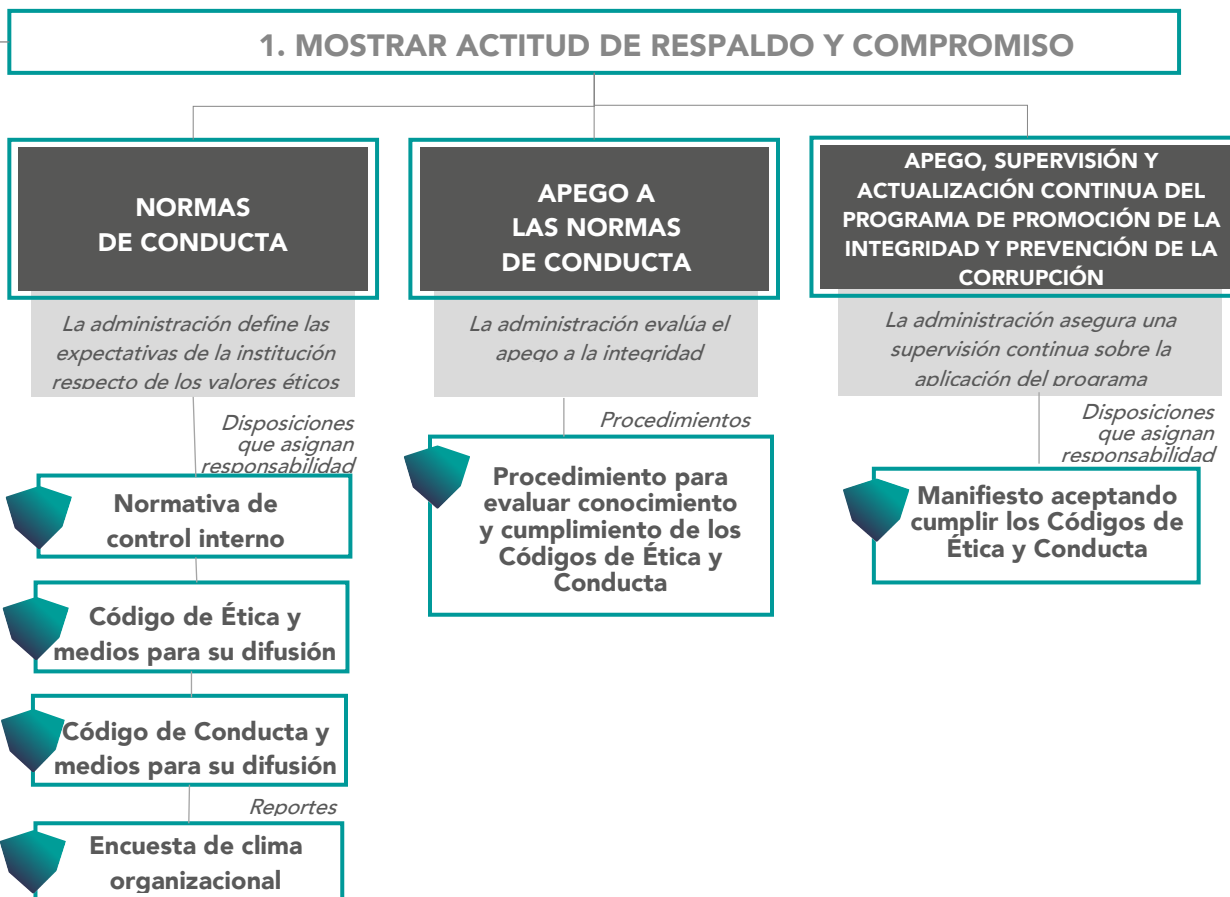 1. MOSTRAR ACTITUD DE RESPALDO Y COMPROMISO
NORMAS
DE CONDUCTA
La administración define las
expectativas de la institución
respecto de los valores éticos
Disposiciones
que asignan
responsabilidad
Normativa de
control interno
Código de Ética y
medios para su difusión
Código de Conducta y
medios para su difusión
Reportes
Encuesta de clima
organizacional
APEGO A
LAS NORMAS
DE CONDUCTA
La administración evalúa el
apego a la integridad
Procedimientos
Procedimiento para
evaluar conocimiento
y cumplimiento de los
Códigos de Ética y
Conducta
APEGO, SUPERVISIÓN Y
ACTUALIZACIÓN CONTINUA DEL
PROGRAMA DE PROMOCIÓN DE LA
INTEGRIDAD Y PREVENCIÓN DE LA
CORRUPCIÓN
La administración asegura una
supervisión continua sobre la
aplicación del programa
Disposiciones
que asignan
responsabilidad
Manifiesto aceptando
cumplir los Códigos de
Ética y Conducta